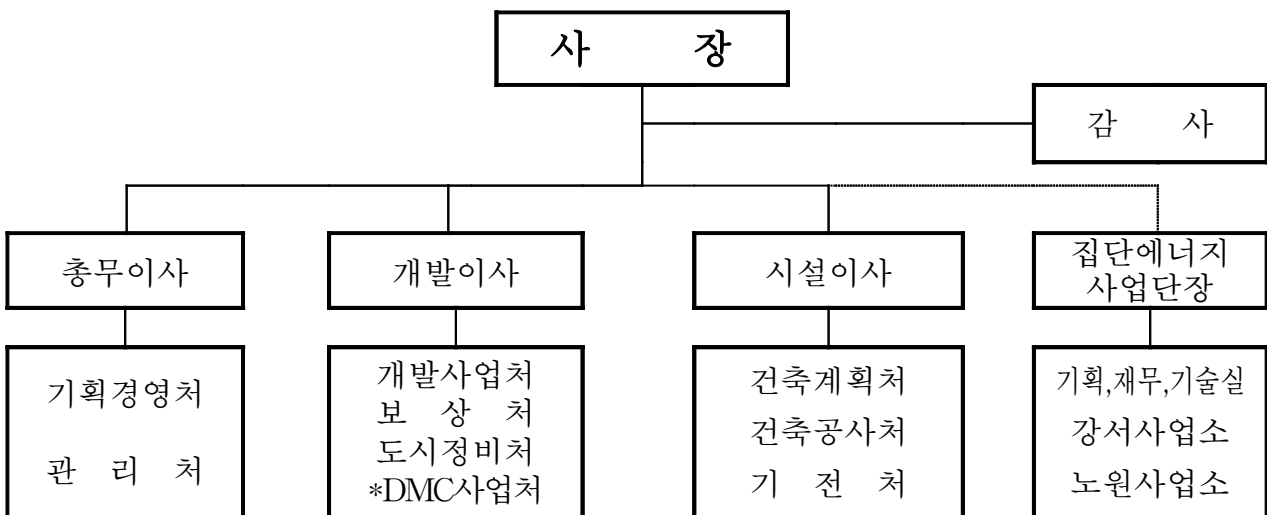 사 장
감 사
총무이사
개발이사
시설이사
집단에너지
사업단장
기획경영처
관 리 처
개발사업처
보 상 처
도시정비처
*DMC사업처
건축계획처
건축공사처
기 전 처
기획,재무,기술실
강서사업소
노원사업소